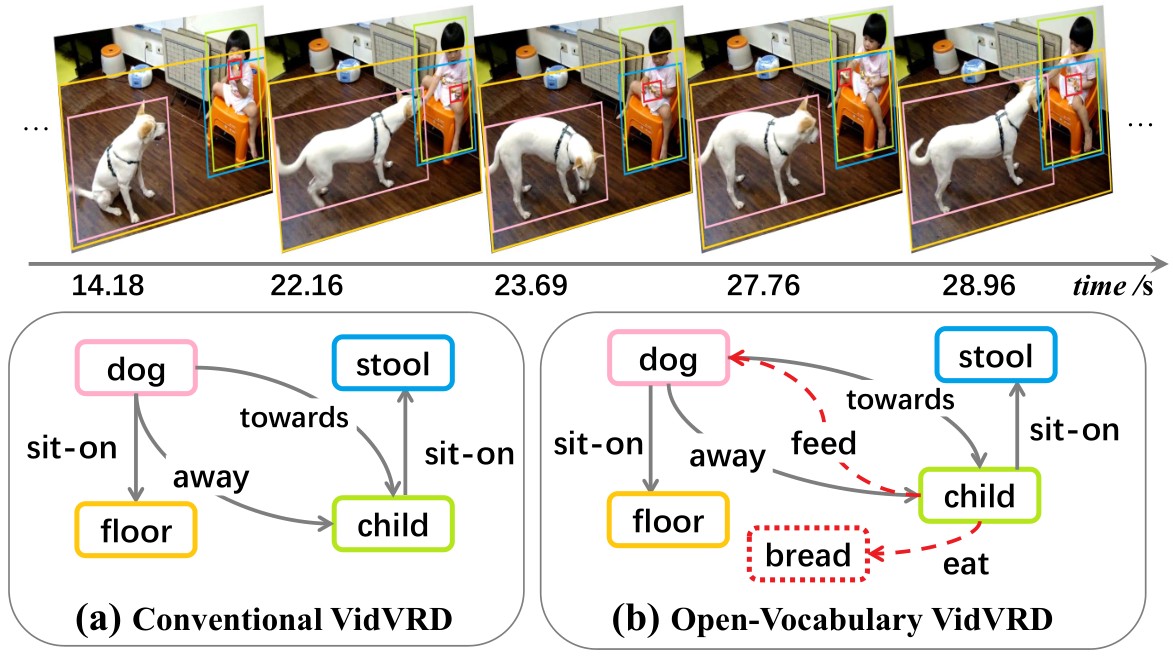 ... ...
14.18 22.16 23.69 27.76 28.96 time /s
dog
stool
towards
sit-on
sit-on
away
floor
child
(a) Conventional VidVRD
dog
stool
towards
sit-on
feed
sit-on
away
child
floor
bread
eat
(b) Open-Vocabulary VidVRD